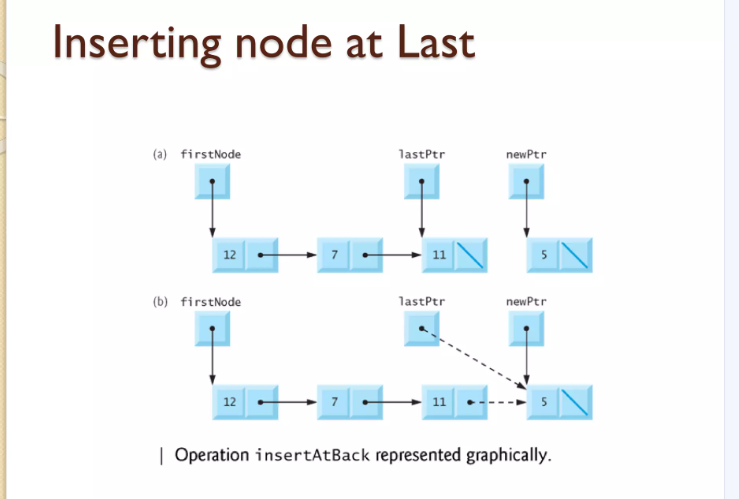 Inserting node at Last
(a) firstNode lastPtr newPtr
12 7 11 5
(b) firstNode lastPtr newPtr
12 7 11 5
| Operation insertAtBack represented graphically.